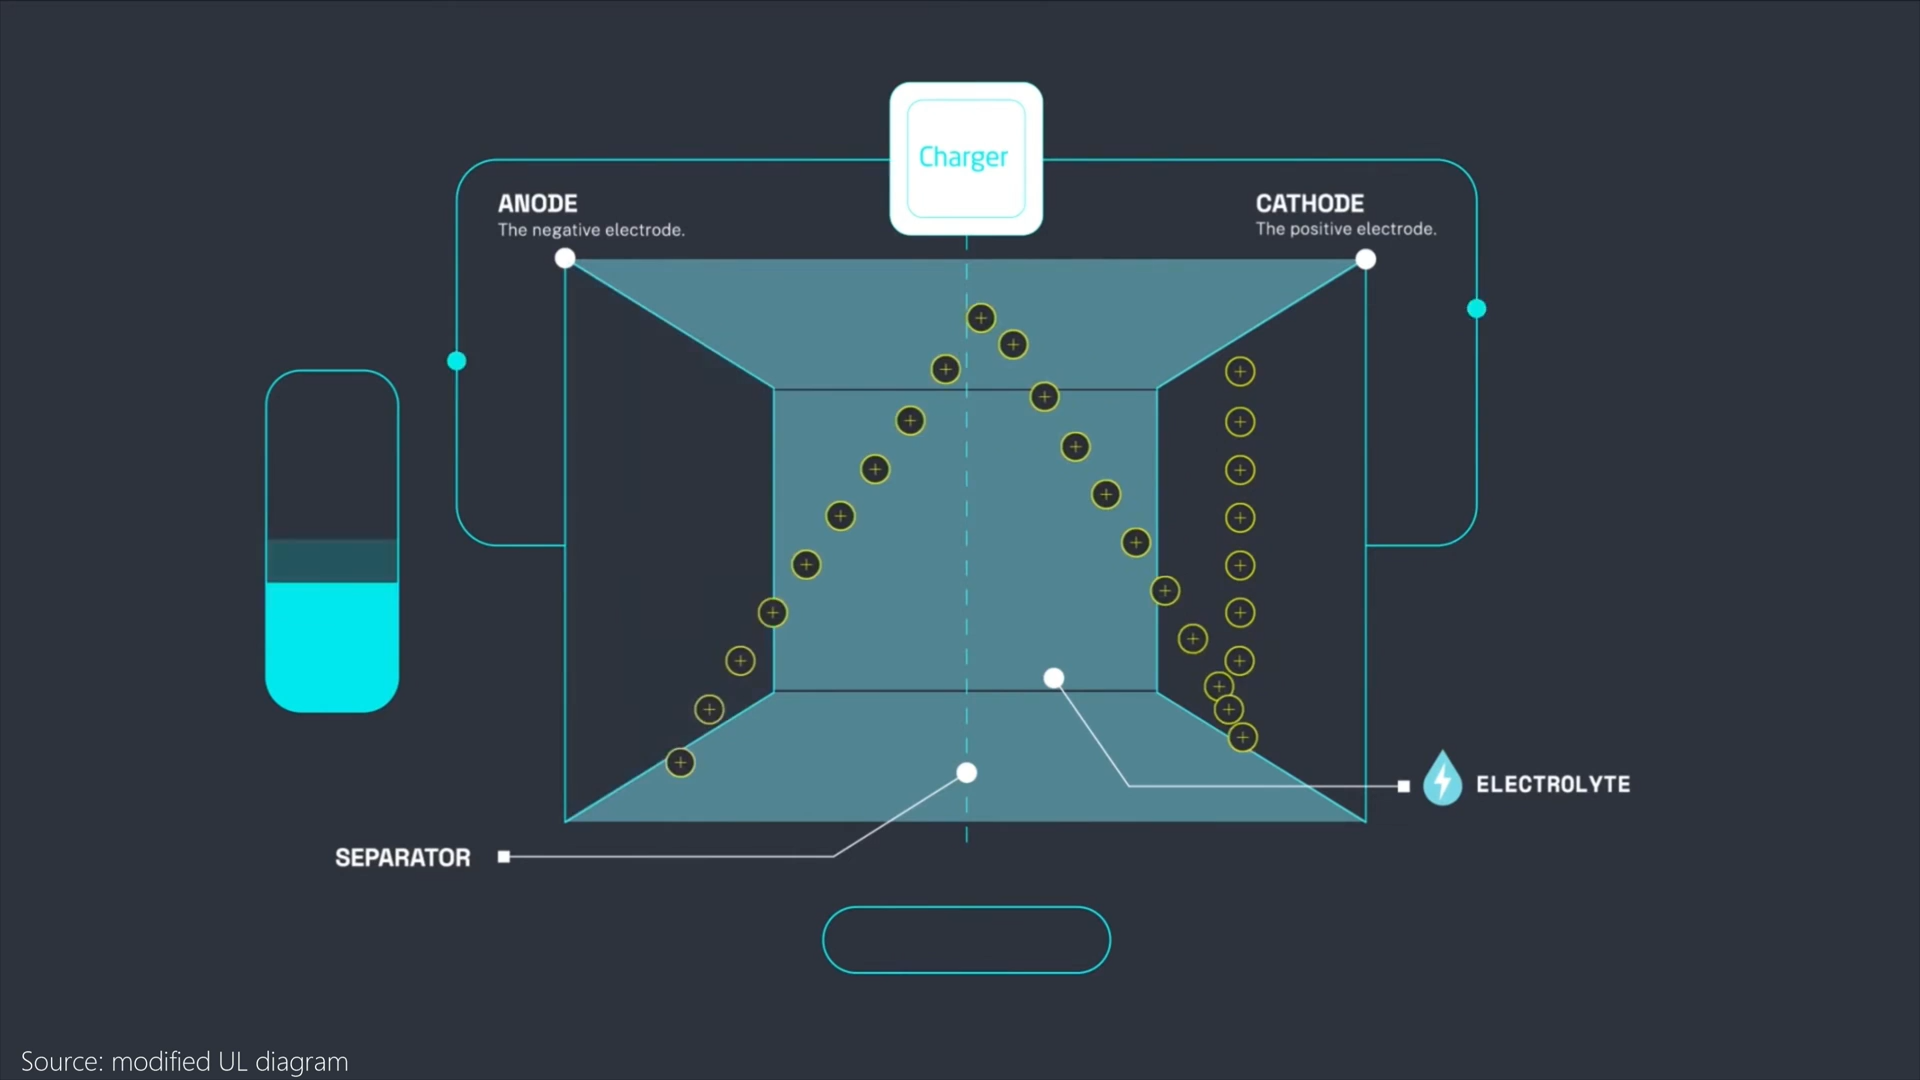 Charger
ANODE
The negative electrode.
CATHODE
The positive electrode.
ELECTROLYTE
SEPARATOR
Source: modified UL diagram